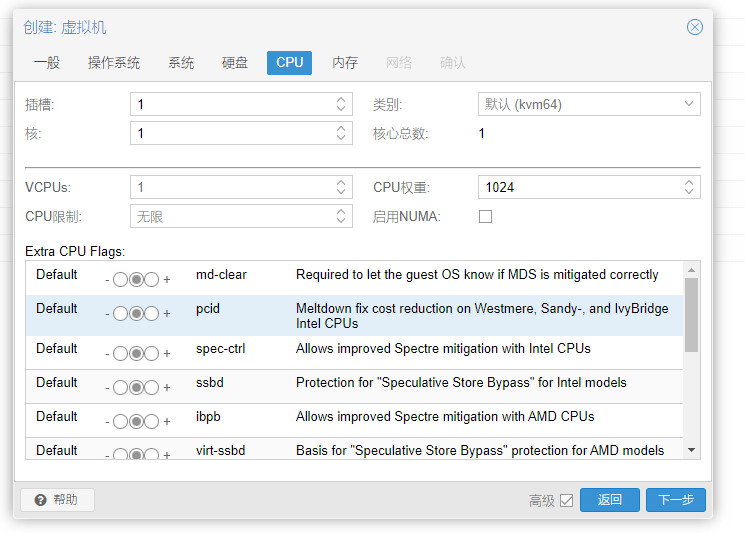 创建: 虚拟机
一般 操作系统 系统 硬盘 CPU 内存 网络 确认
插槽: 1 类别: 默认 (kvm64)
核: 1 核心总数: 1
VCPUs: 1 CPU权重: 1024
CPU限制: 无限 启用NUMA:
Extra CPU Flags:
Default - + md-clear Required to let the guest OS know if MDS is mitigated correctly
Default - + pcid Meltdown fix cost reduction on Westmere, Sandy-, and IvyBridge
Intel CPUs
Default - + spec-ctrl Allows improved Spectre mitigation with Intel CPUs
Default - + ssbd Protection for "Speculative Store Bypass" for Intel models
Default - + ibpb Allows improved Spectre mitigation with AMD CPUs
Default - + virt-ssbd Basis for "Speculative Store Bypass" protection for AMD models
帮助 高级 返回 下一步